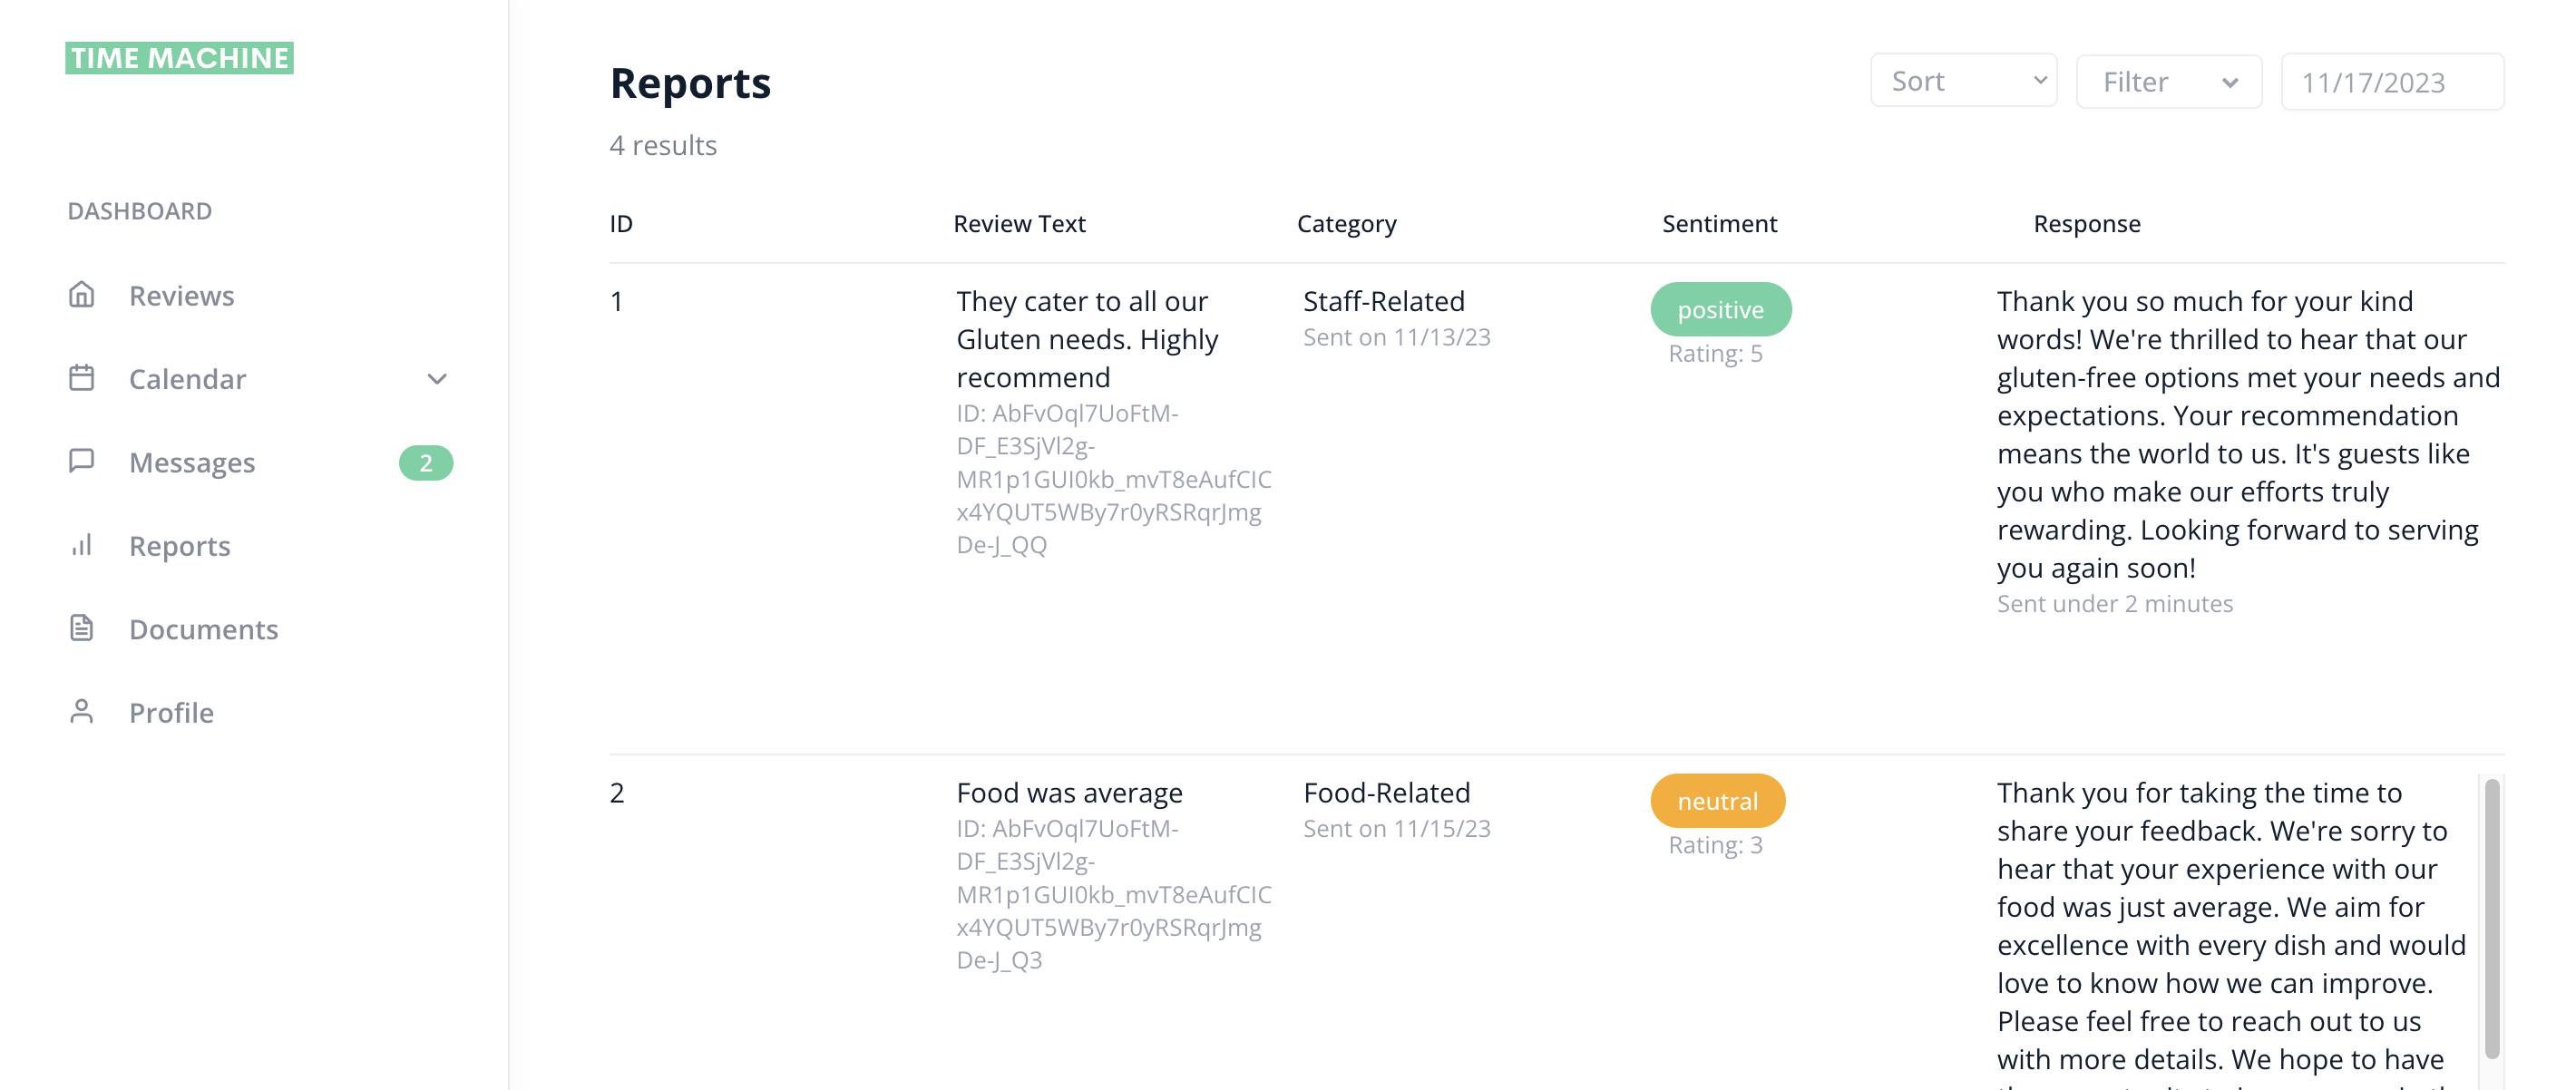 TIME MACHINE
DASHBOARD
Reviews
Calendar
Messages
2
Reports
Documents
Profile
Reports
4 results
Sort
Filter
11/17/2023
ID
Review Text
Category
Sentiment
Response
1
They cater to all our
Gluten needs. Highly
recommend
ID: AbFvOql7UoFtM-
DF_E3SjVl2g-
MR1p1GUI0kb_mvT8eAufCIC
x4YQUT5WBy7r0yRSRqrJmg
De-J_QQ
Staff-Related
Sent on 11/13/23
positive
Rating: 5
Thank you so much for your kind
words! We're thrilled to hear that our
gluten-free options met your needs and
expectations. Your recommendation
means the world to us. It's guests like
you who make our efforts truly
rewarding. Looking forward to serving
you again soon!
Sent under 2 minutes
2
Food was average
ID: AbFvOql7UoFtM-
DF_E3SjVl2g-
MR1p1GUI0kb_mvT8eAufCIC
x4YQUT5WBy7r0yRSRqrJmg
De-J_Q3
Food-Related
Sent on 11/15/23
neutral
Rating: 3
Thank you for taking the time to
share your feedback. We're sorry to
hear that your experience with our
food was just average. We aim for
excellence with every dish and would
love to know how we can improve.
Please feel free to reach out to us
with more details. We hope to have